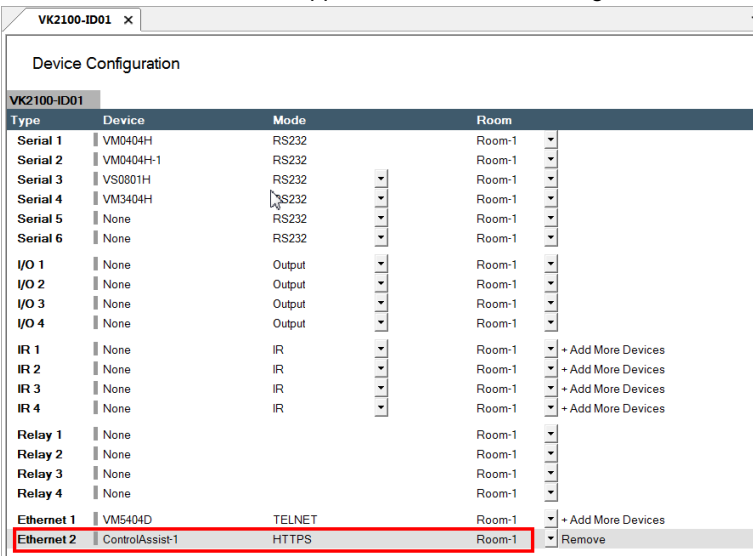 VK2100-ID01 X
Device Configuration
VK2100-ID01
Type Device Mode Room
Serial 1 VM0404H RS232 Room-1
Serial 2 VM0404H-1 RS232 Room-1
Serial 3 VS0801H RS232 Room-1
Serial 4 VM3404H RS232 Room-1
Serial 5 None RS232 Room-1
Serial 6 None RS232 Room-1
I/O 1 None Output Room-1
I/O 2 None Output Room-1
I/O 3 None Output Room-1
I/O 4 None Output Room-1
IR 1 None IR Room-1 + Add More Devices
IR 2 None IR Room-1 + Add More Devices
IR 3 None IR Room-1 + Add More Devices
IR 4 None IR Room-1 + Add More Devices
Relay 1 None Room-1
Relay 2 None Room-1
Relay 3 None Room-1
Relay 4 None Room-1
Ethernet 1 VM5404D TELNET Room-1 + Add More Devices
Ethernet 2 ControlAssist-1 HTTPS Room-1 Remove